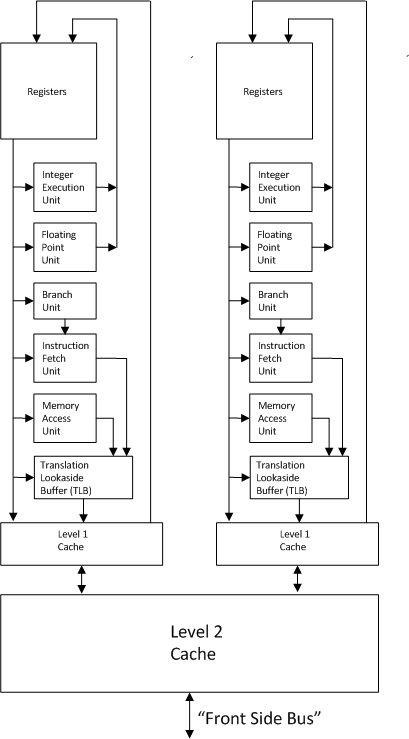 Registers
Integer
Execution
Unit
Floating
Point
Unit
Branch
Unit
Instruction
Fetch
Unit
Memory
Access
Unit
Translation
Lookaside
Buffer (TLB)
Level 1
Cache
Registers
Integer
Execution
Unit
Floating
Point
Unit
Branch
Unit
Instruction
Fetch
Unit
Memory
Access
Unit
Translation
Lookaside
Buffer (TLB)
Level 1
Cache
Level 2
Cache
“Front Side Bus”